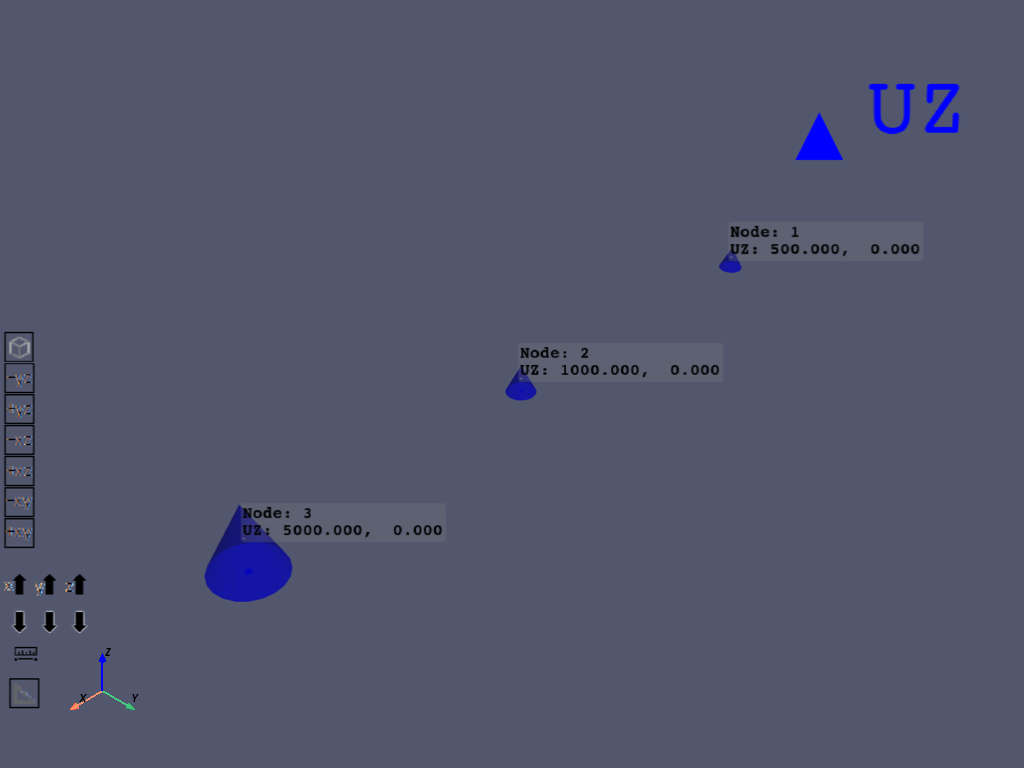 UZ
Node: 1
UZ: 500.000, 0.000
Node: 2
UZ: 1000.000, 0.000
Node: 3
UZ: 5000.000, 0.000
-yz
+yz
-xz
+xz
-xy
+xy
x y z
Z
X Y